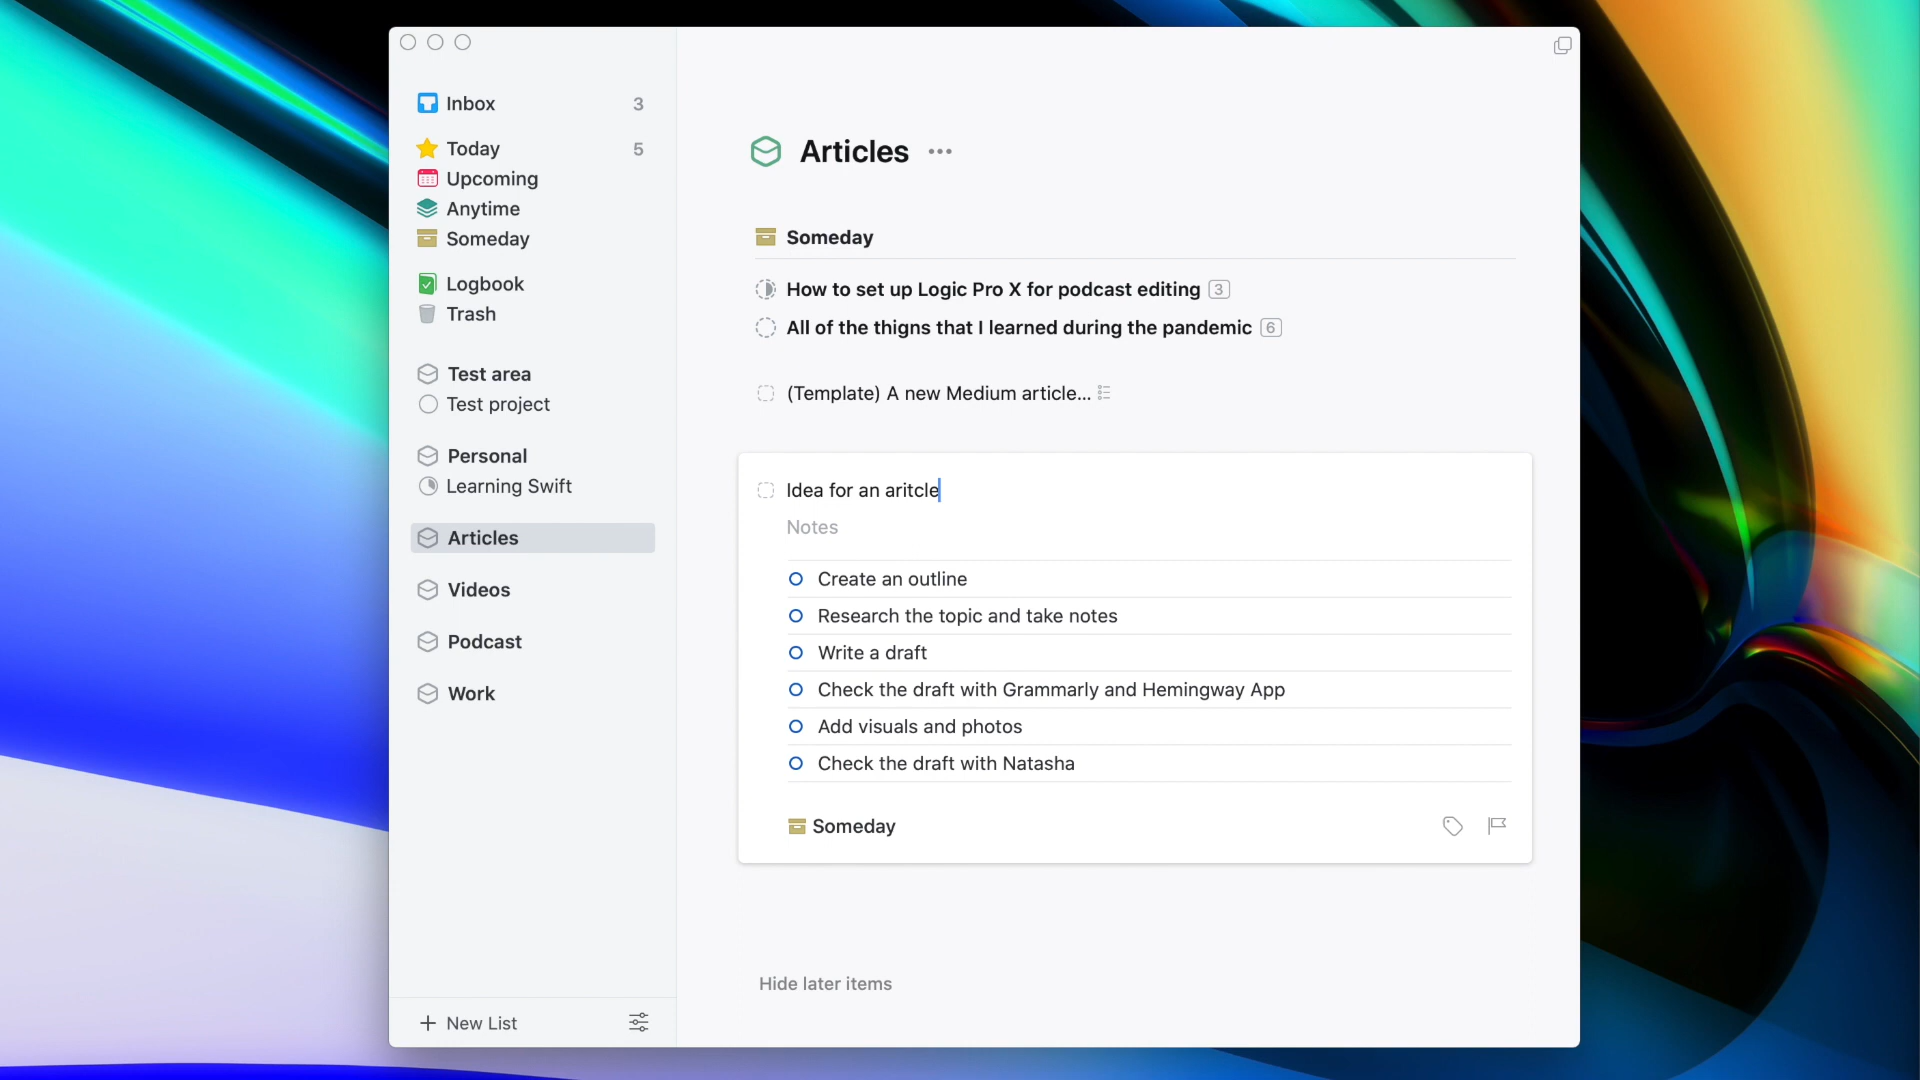 Inbox 3
Today 5
Upcoming
Anytime
Someday
Logbook
Trash
Test area
Test project
Personal
Learning Swift
Articles
Videos
Podcast
Work
+ New List
Articles ...
Someday
How to set up Logic Pro X for podcast editing 3
All of the thigns that I learned during the pandemic 6
(Template) A new Medium article...
Idea for an aritcle
Notes
Create an outline
Research the topic and take notes
Write a draft
Check the draft with Grammarly and Hemingway App
Add visuals and photos
Check the draft with Natasha
Someday
Hide later items